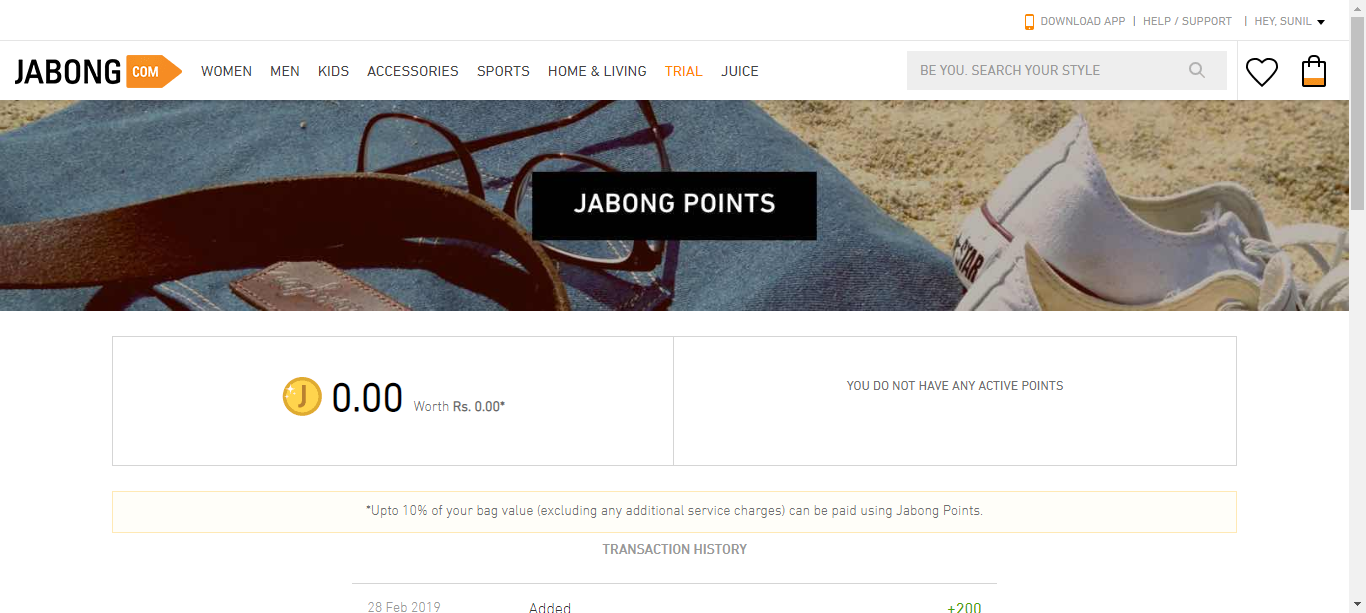 DOWNLOAD APP | HELP / SUPPORT | HEY, SUNIL
JABONG COM WOMEN MEN KIDS ACCESSORIES SPORTS HOME & LIVING TRIAL JUICE BE YOU. SEARCH YOUR STYLE
JABONG POINTS
STAR
J 0.00 Worth Rs. 0.00*
YOU DO NOT HAVE ANY ACTIVE POINTS
*Upto 10% of your bag value (excluding any additional service charges) can be paid using Jabong Points.
TRANSACTION HISTORY
28 Feb 2019 Added +200